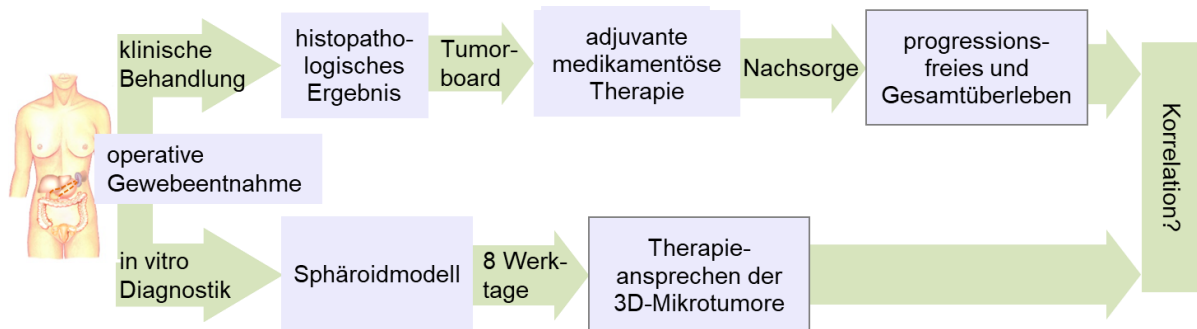 klinische
Behandlung
histopatho-
logisches
Ergebnis
Tumor-
board
adjuvante
medikamentöse
Therapie
Nachsorge
progressions-
freies und
Gesamtüberleben
operative
Gewebeentnahme
in vitro
Diagnostik
Sphäroidmodell
8 Werk-
tage
Therapie-
ansprechen der
3D-Mikrotumore
Korrelation?